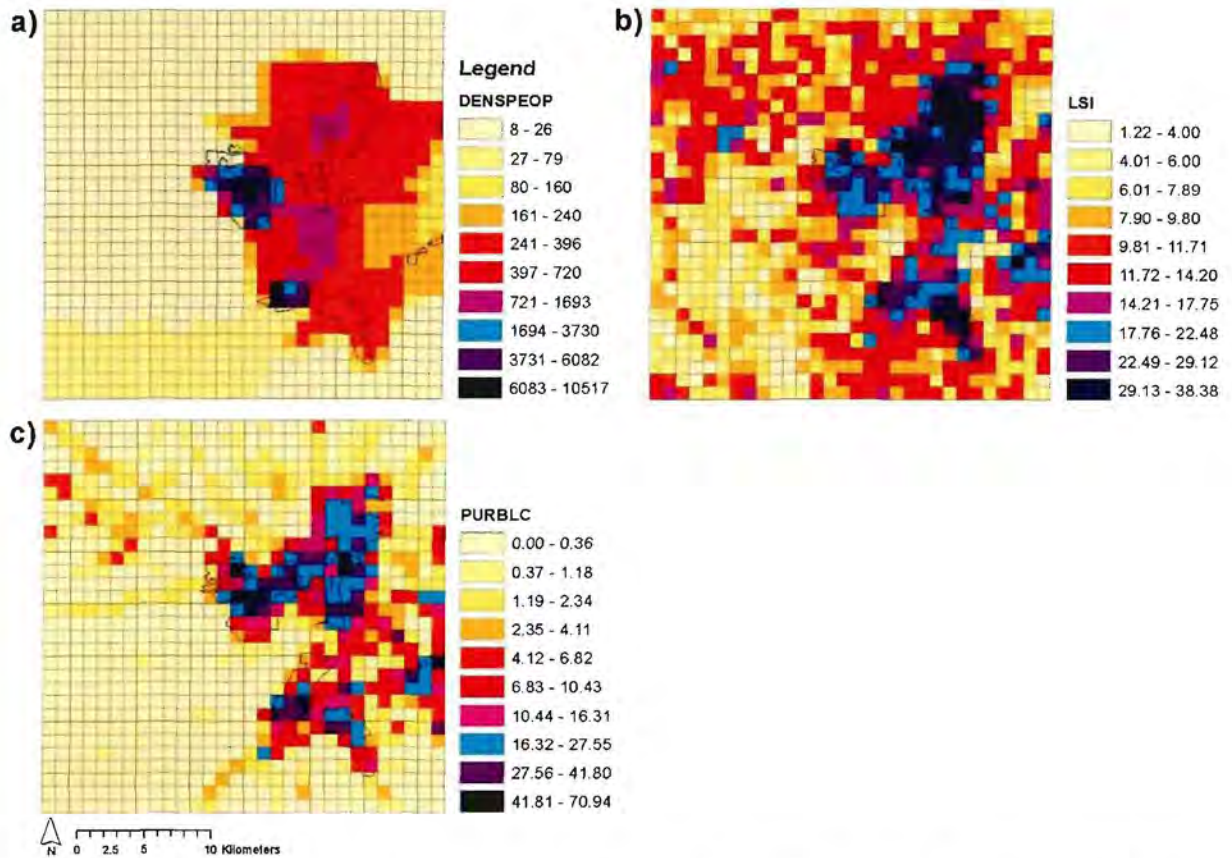 a)
Legend
DENSPEOP
8 - 26
27 - 79
80 - 160
161 - 240
241 - 396
397 - 720
721 - 1693
1694 - 3730
3731 - 6082
6083 - 10517
b)
LSI
1.22 - 4.00
4.01 - 6.00
6.01 - 7.89
7.90 - 9.80
9.81 - 11.71
11.72 - 14.20
14.21 - 17.75
17.76 - 22.48
22.49 - 29.12
29.13 - 38.38
c)
PURBLC
0.00 - 0.36
0.37 - 1.18
1.19 - 2.34
2.35 - 4.11
4.12 - 6.82
6.83 - 10.43
10.44 - 16.31
16.32 - 27.55
27.56 - 41.80
41.81 - 70.94
N
0 2.5 5 10 Kilometers